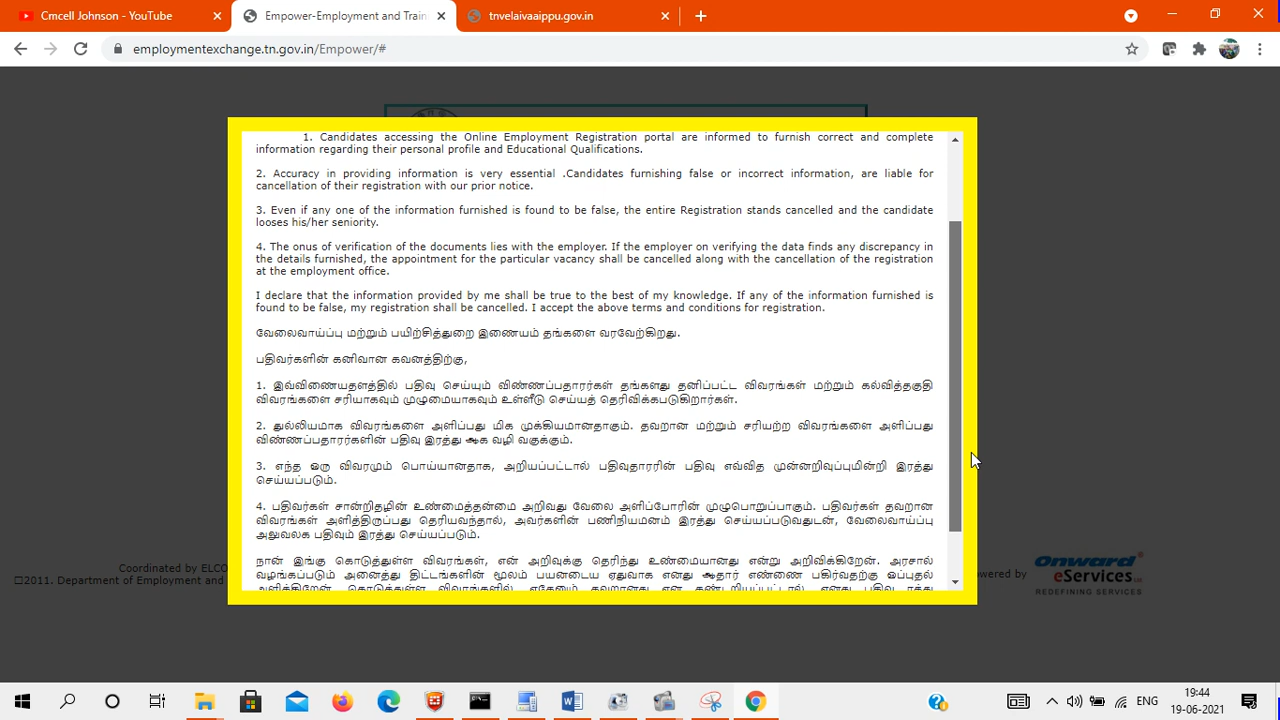 Cmcell Johnson - YouTube
Empower-Employment and Train
tnvelaivaaippu.gov.in
employmentexchange.tn.gov.in/Empower/#
1. Candidates accessing the Online Employment Registration portal are informed to furnish correct and complete
information regarding their personal profile and Educational Qualifications.
2. Accuracy in providing information is very essential .Candidates furnishing false or incorrect information, are liable for
cancellation of their registration with our prior notice.
3. Even if any one of the information furnished is found to be false, the entire Registration stands cancelled and the candidate
looses his/her seniority.
4. The onus of verification of the documents lies with the employer. If the employer on verifying the data finds any discrepancy in
the details furnished, the appointment for the particular vacancy shall be cancelled along with the cancellation of the registration
at the employment office.
I declare that the information provided by me shall be true to the best of my knowledge. If any of the information furnished is
found to be false, my registration shall be cancelled. I accept the above terms and conditions for registration.
வேலைவாய்ப்பு மற்றும் பயிற்சித்துறை இணையம் தங்களை வரவேற்கிறது.
பதிவர்களின் கனிவான கவனத்திற்கு,
1. இவ்விணையதளத்தில் பதிவு செய்யும் விண்ணப்பதாரர்கள் தங்களது தனிப்பட்ட விவரங்கள் மற்றும் கல்வித்தகுதி
விவரங்களை சரியாகவும் முழுமையாகவும் உள்ளீடு செய்யத் தெரிவிக்கபடுகிறார்கள்.
2. துல்லியமாக விவரங்களை அளிப்பது மிக முக்கியமானதாகும். தவறான மற்றும் சரியற்ற விவரங்களை அளிப்பது
விண்ணப்பதாரர்களின் பதிவு இரத்து ஆக வழி வகுக்கும்.
3. எந்த ஒரு விவரமும் பொய்யானதாக, அறியப்பட்டால் பதிவுதாரரின் பதிவு எவ்வித முன்னறிவுப்புமின்றி இரத்து
செய்யப்படும்.
4. பதிவர்கள் சான்றிதழின் உண்மைத்தன்மை அறிவது வேலை அளிப்போரின் முழுபொறுப்பாகும். பதிவர்கள் தவறான
விவரங்கள் அளித்திருப்பது தெரியவந்தால், அவர்களின் பணிநியமனம் இரத்து செய்யப்படுவதுடன், வேலைவாய்ப்பு
அலுவலக பதிவும் இரத்து செய்யப்படும்.
நான் இங்கு கொடுத்துள்ள விவரங்கள், என் அறிவுக்கு தெரிந்து உண்மையானது என்று அறிவிக்கிறேன். அரசால்
வழங்கப்படும் அனைத்து திட்டங்களின் மூலம் பயனடைய ஏதுவாக எனது ஆதார் எண்ணை பகிர்வதற்கு ஒப்புதல்
அளிக்கிறேன். கொடுத்துள்ள விவரங்களில், ஏதேனும் தவறானது என கண்டறியப்பட்டால், எனது பதிவு
Coordinated by ELCO
2011. Department of Employment and
wered by
Onward
eServices
REDEFINING SERVICES
ENG
19:44
19-06-2021